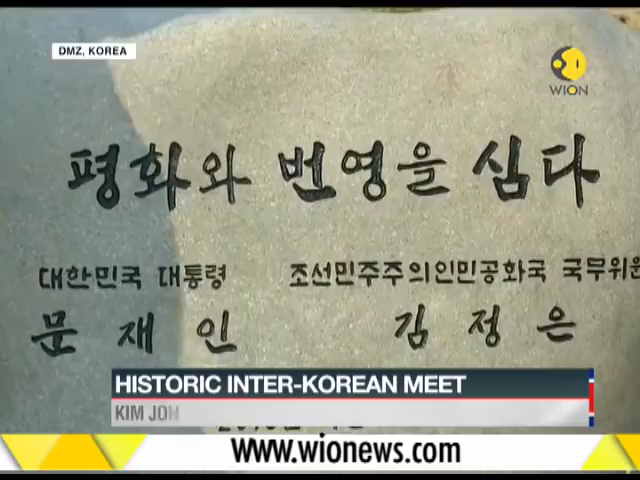 DMZ, KOREA
WION
평화와 번영을 심다
대한민국 대통령 조선민주주의인민공화국 국무위원
문재인 김정은
HISTORIC INTER-KOREAN MEET
KIM JOH
www.wionews.com